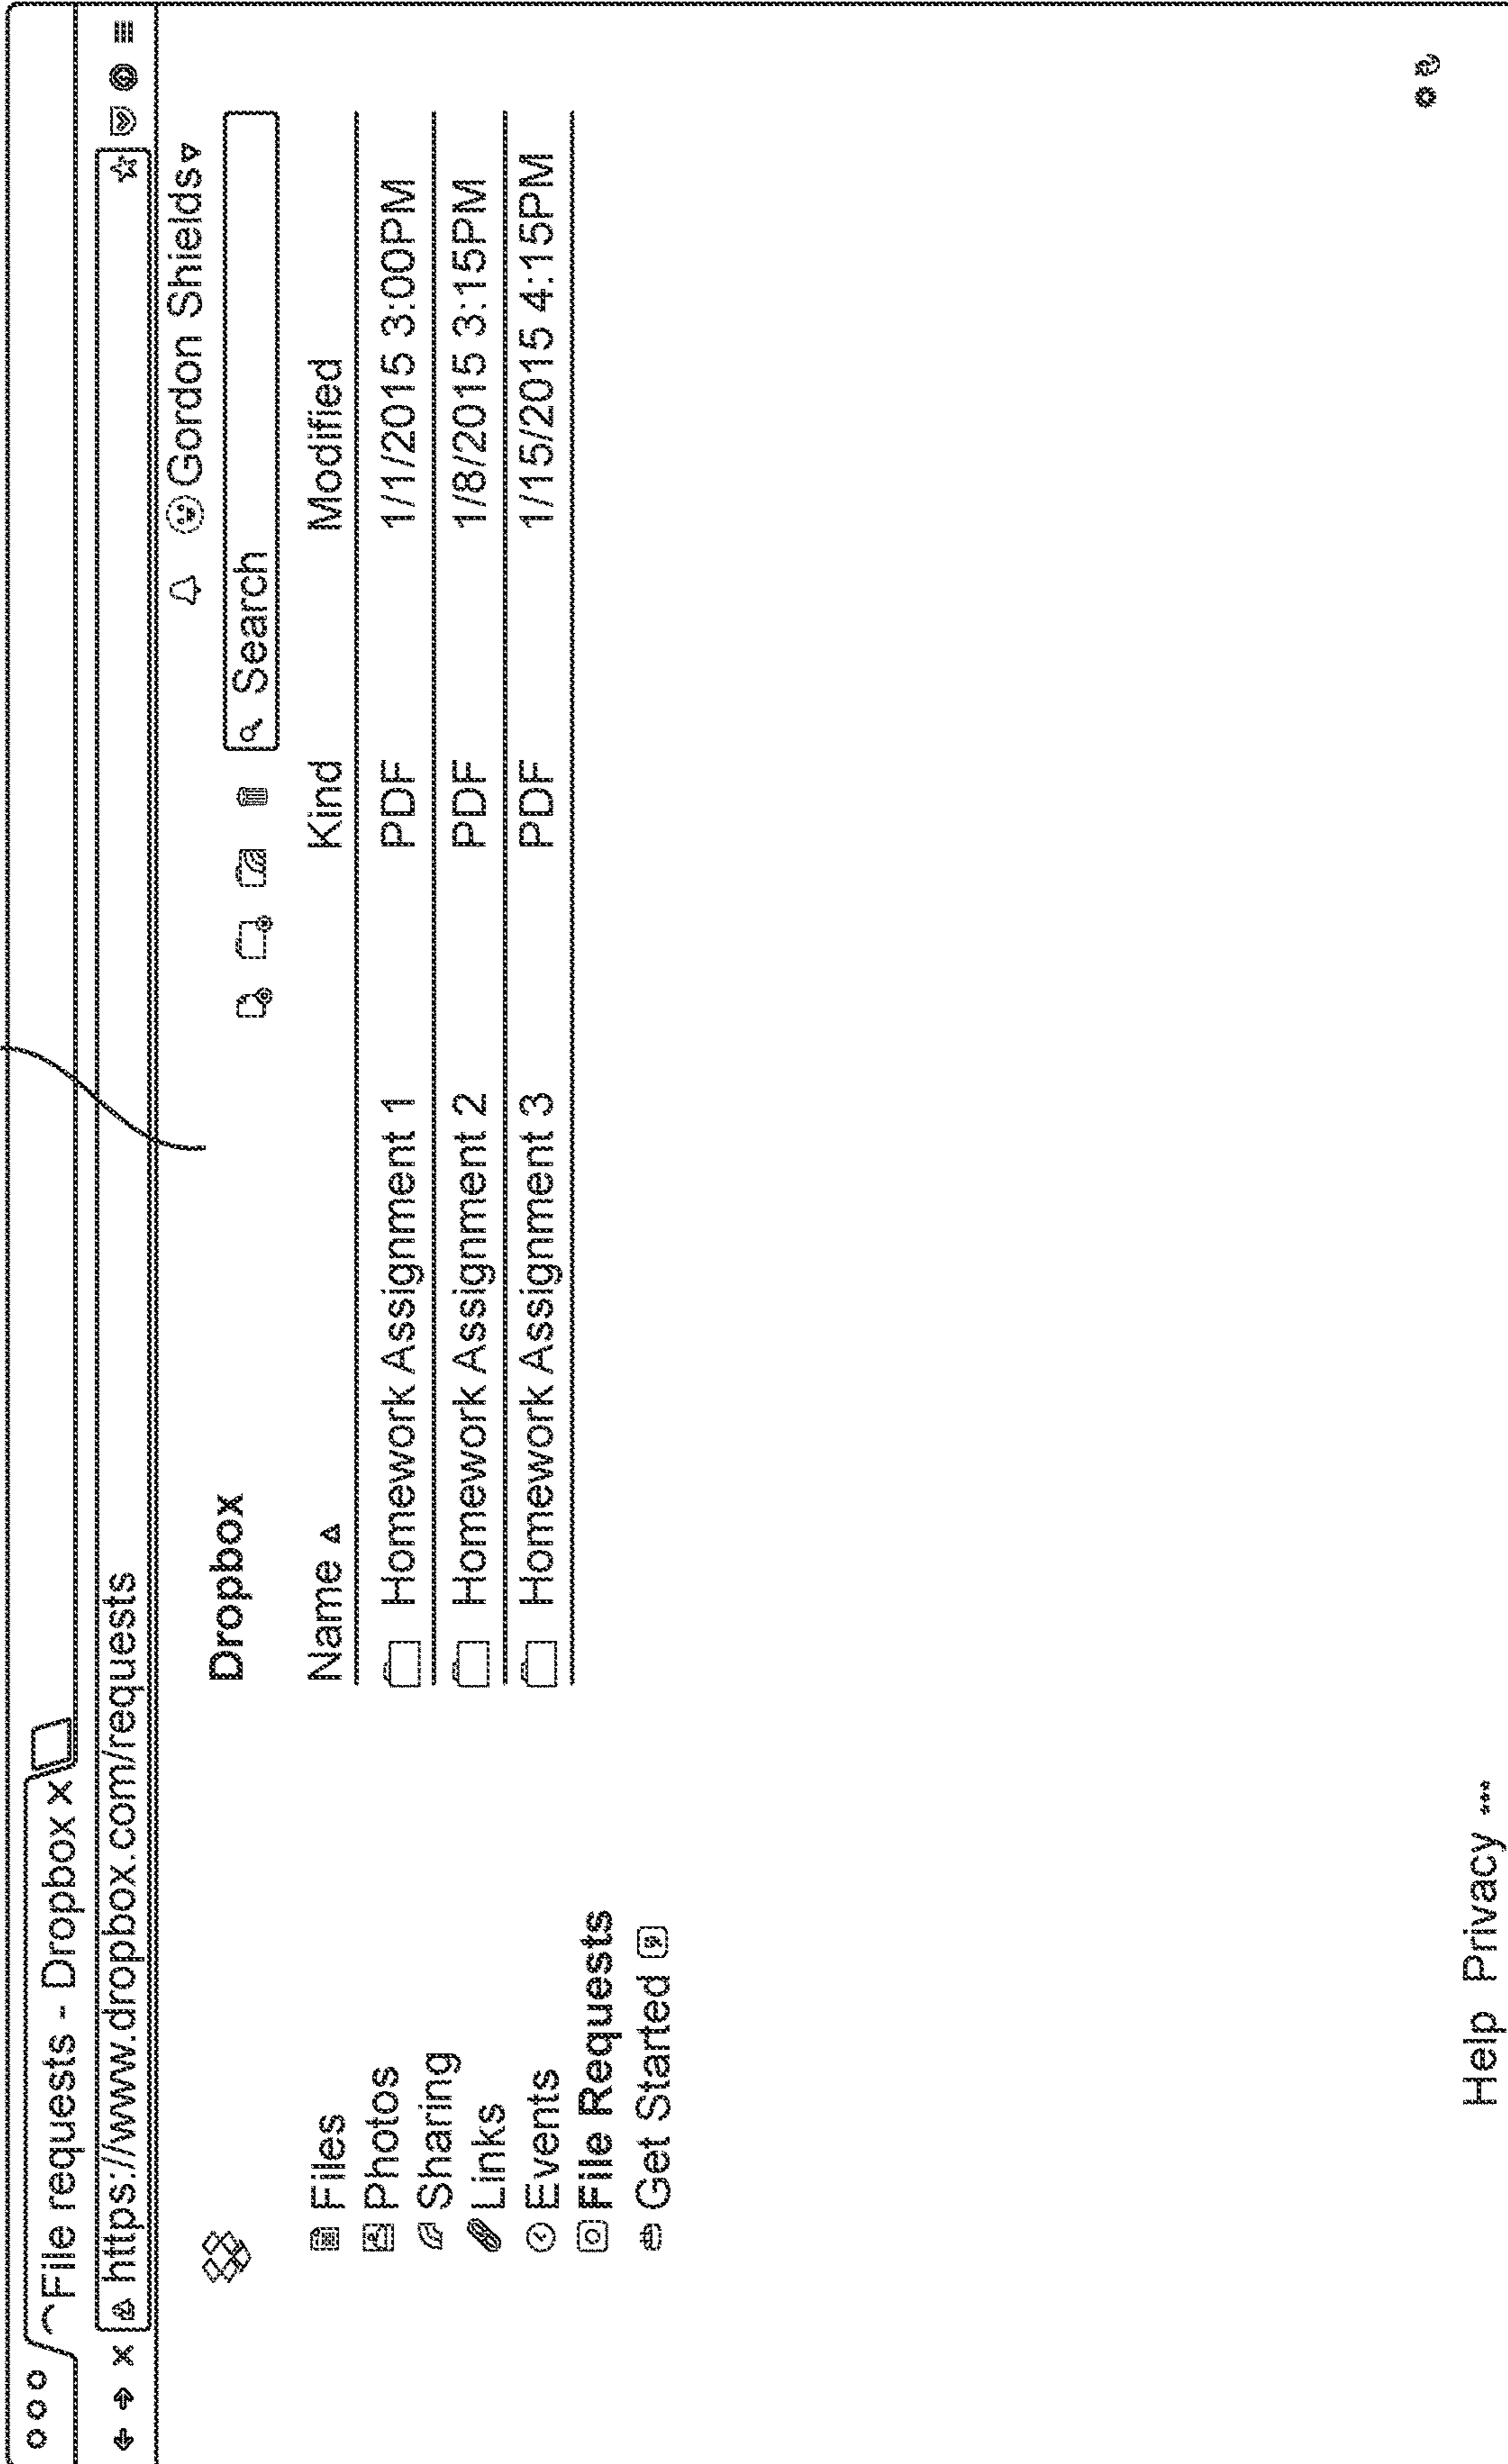 File requests - Dropbox x
https://www.dropbox.com/requests
Gordon Shields
Dropbox
Search
Name Kind Modified
Homework Assignment 1 PDF 1/1/2015 3:00PM
Homework Assignment 2 PDF 1/8/2015 3:15PM
Homework Assignment 3 PDF 1/15/2015 4:15PM
Files
Photos
Sharing
Links
Events
File Requests
Get Started
Help Privacy •••